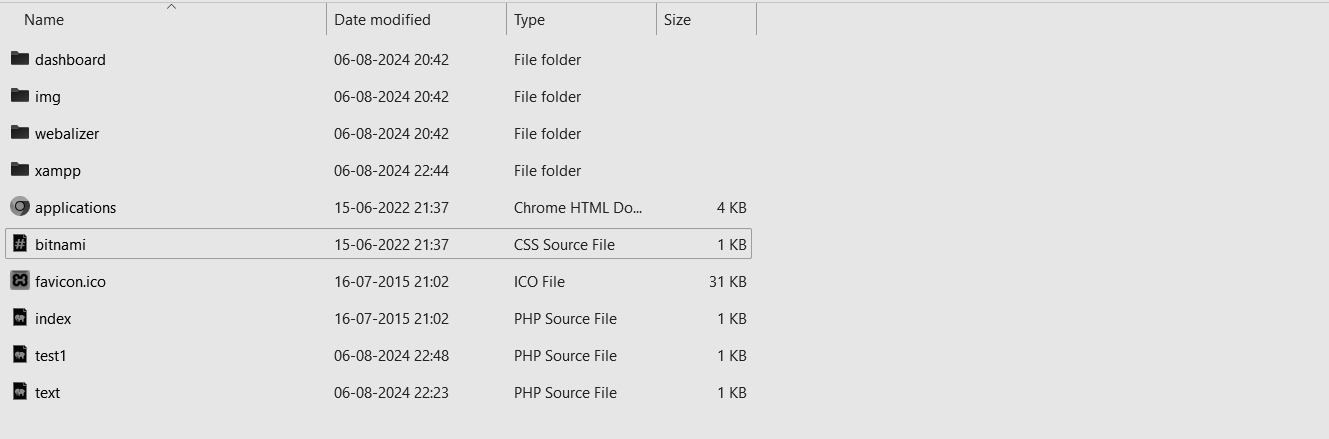 Name Date modified Type Size
dashboard 06-08-2024 20:42 File folder
img 06-08-2024 20:42 File folder
webalizer 06-08-2024 20:42 File folder
xampp 06-08-2024 22:44 File folder
applications 15-06-2022 21:37 Chrome HTML Do... 4 KB
bitnami 15-06-2022 21:37 CSS Source File 1 KB
favicon.ico 16-07-2015 21:02 ICO File 31 KB
index 16-07-2015 21:02 PHP Source File 1 KB
test1 06-08-2024 22:48 PHP Source File 1 KB
text 06-08-2024 22:23 PHP Source File 1 KB